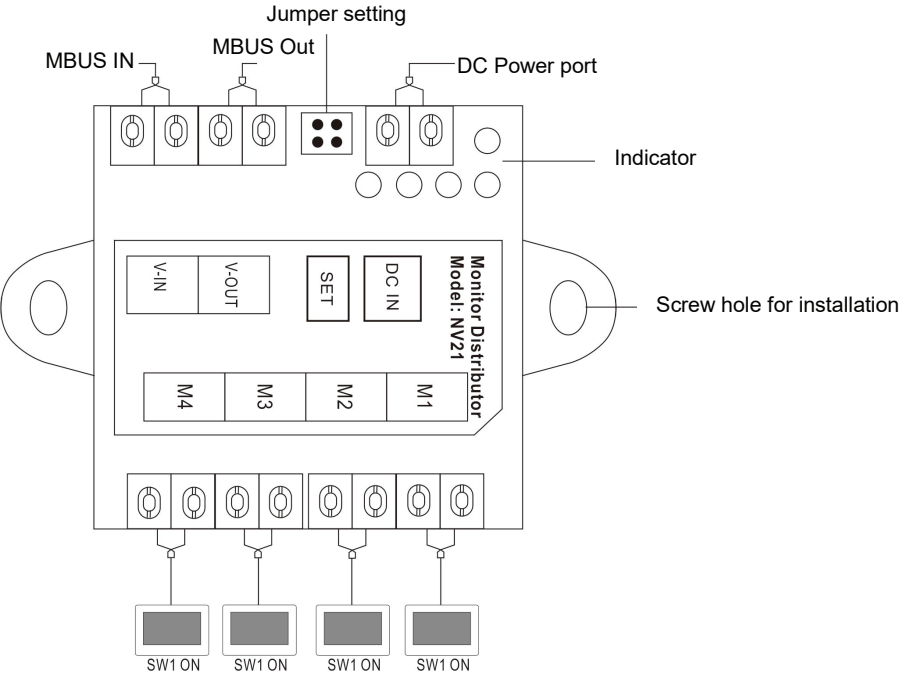 Jumper setting
MBUS IN
MBUS Out
DC Power port
Indicator
Screw hole for installation
V-IN
V-OUT
SET
DC IN
Monitor Distributor
Model: NV21
M4
M3
M2
M1
SW1 ON
SW1 ON
SW1 ON
SW1 ON